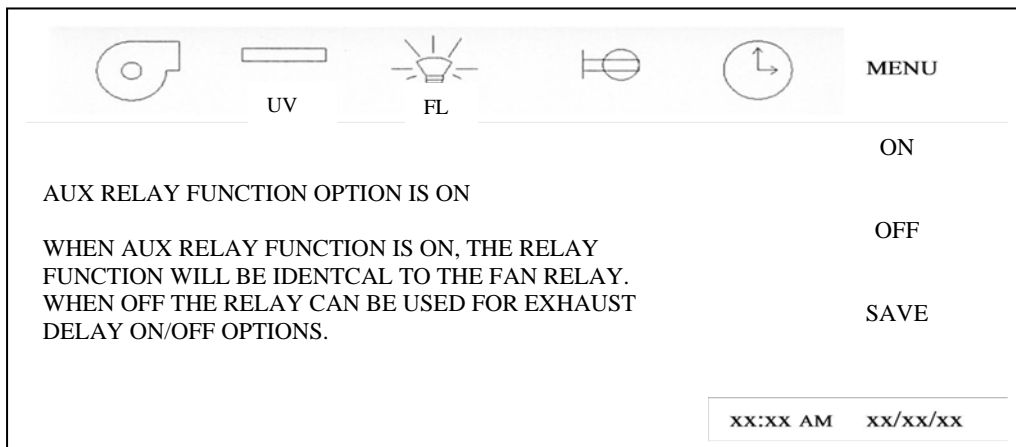 MENU
UV
FL
ON
AUX RELAY FUNCTION OPTION IS ON
OFF
WHEN AUX RELAY FUNCTION IS ON, THE RELAY
FUNCTION WILL BE IDENTCAL TO THE FAN RELAY.
WHEN OFF THE RELAY CAN BE USED FOR EXHAUST
DELAY ON/OFF OPTIONS.
SAVE
xx:xx AM xx/xx/xx